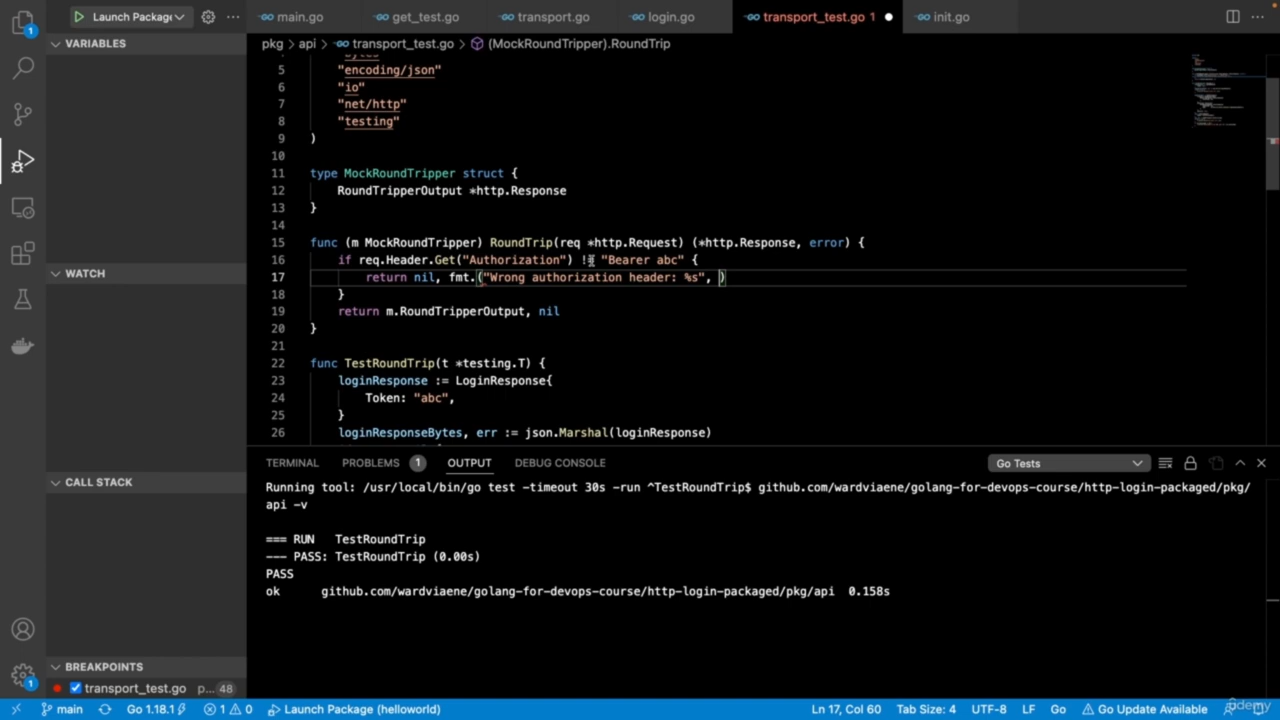 Launch Package
main.go
get_test.go
transport.go
login.go
transport_test.go 1
init.go
VARIABLES
pkg > api > transport_test.go > (MockRoundTripper).RoundTrip
"bytes"
5 "encoding/json"
6 "io"
7 "net/http"
8 "testing"
9 )
10
11 type MockRoundTripper struct {
12 RoundTripperOutput *http.Response
13 }
14
15 func (m MockRoundTripper) RoundTrip(req *http.Request) (*http.Response, error) {
16 if req.Header.Get("Authorization") != "Bearer abc" {
17 return nil, fmt.("Wrong authorization header: %s", )
18 }
19 return m.RoundTripperOutput, nil
20 }
21
22 func TestRoundTrip(t *testing.T) {
23 loginResponse := LoginResponse{
24 Token: "abc",
25 }
26 loginResponseBytes, err := json.Marshal(loginResponse)
WATCH
CALL STACK
BREAKPOINTS
transport_test.go p... 48
TERMINAL PROBLEMS 1 OUTPUT DEBUG CONSOLE
Go Tests
Running tool: /usr/local/bin/go test -timeout 30s -run ^TestRoundTrip$ github.com/wardviaene/golang-for-devops-course/http-login-packaged/pkg/
api -v
=== RUN TestRoundTrip
--- PASS: TestRoundTrip (0.00s)
PASS
ok github.com/wardviaene/golang-for-devops-course/http-login-packaged/pkg/api 0.158s
1
1
main Go 1.18.1 1 0 Launch Package (helloworld) Ln 17, Col 60 Tab Size: 4 UTF-8 LF Go Go Update Available
udemy